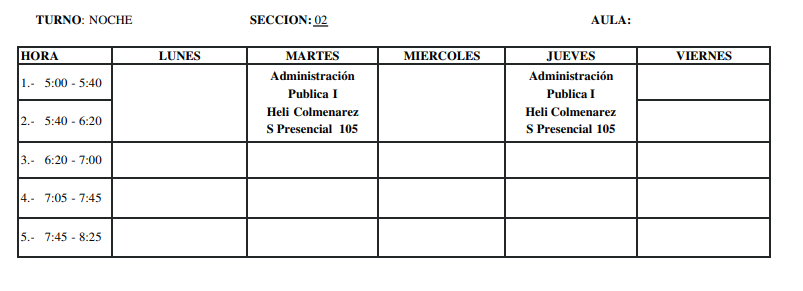 TURNO: NOCHE SECCION: 02 AULA:
HORA LUNES MARTES MIERCOLES JUEVES VIERNES
1.- 5:00 - 5:40
2.- 5:40 - 6:20
Administración
Publica I
Heli Colmenarez
S Presencial 105
Administración
Publica I
Heli Colmenarez
S Presencial 105
3.- 6:20 - 7:00
4.- 7:05 - 7:45
5.- 7:45 - 8:25